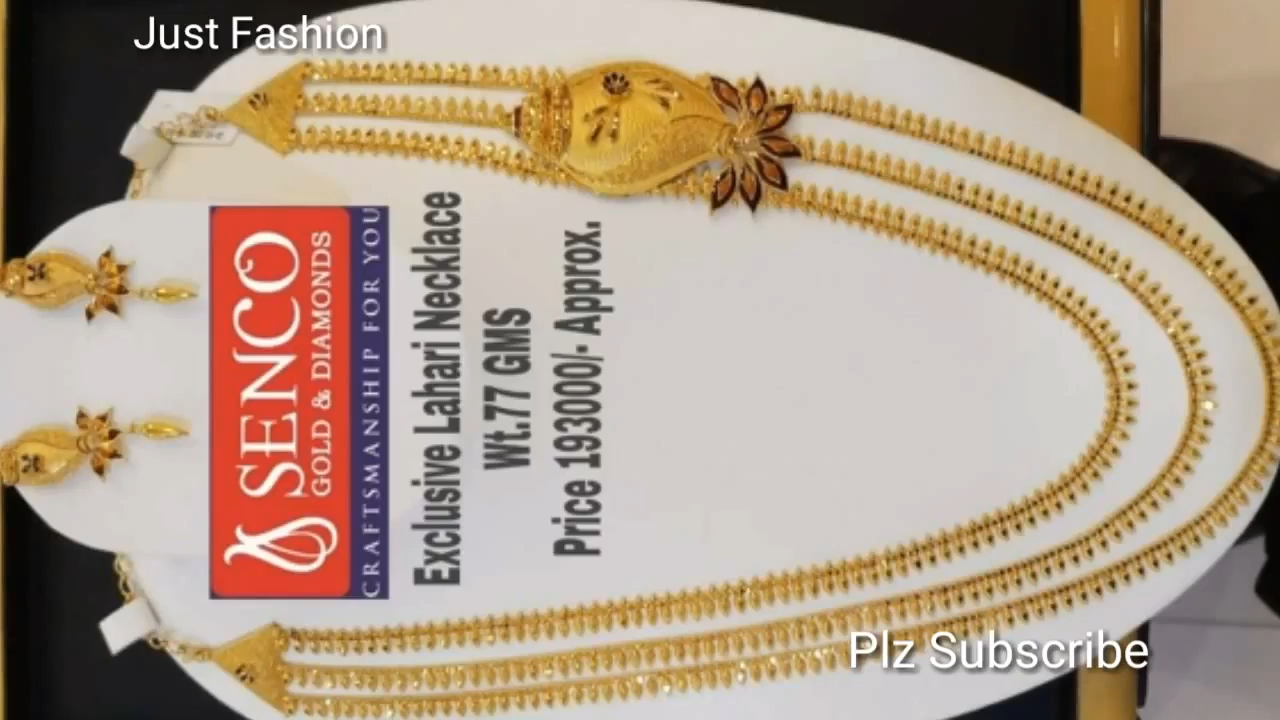 Just Fashion
SENCO
GOLD & DIAMONDS
CRAFTSMANSHIP FOR YOU
Exclusive Lahari Necklace
Wt.77 GMS
Price 193000/- Approx.
Plz Subscribe